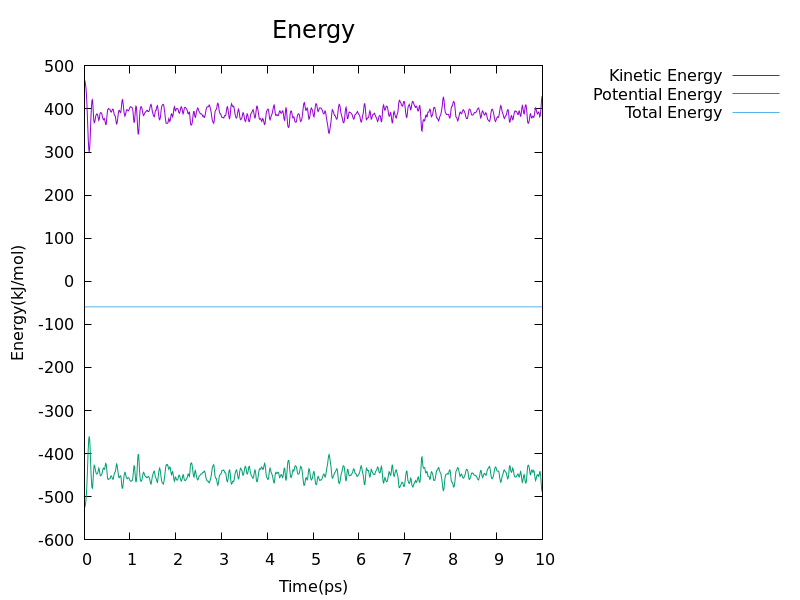 Energy
Kinetic Energy
Potential Energy
Total Energy
500
400
300
200
100
0
-100
-200
-300
-400
-500
-600
Energy(kJ/mol)
0 1 2 3 4 5 6 7 8 9 10
Time(ps)